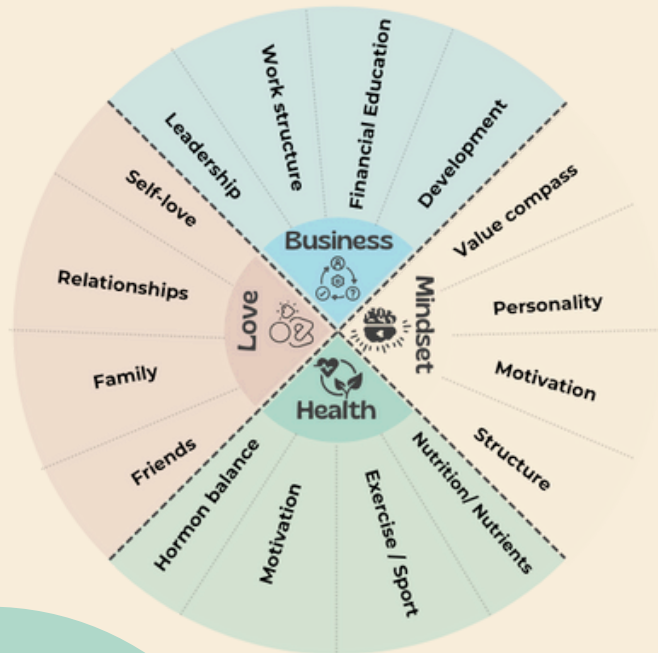 Business
Leadership
Work structure
Financial Education
Development
Mindset
Value compass
Personality
Motivation
Structure
Health
Nutrition/ Nutrients
Exercise / Sport
Motivation
Hormon balance
Love
Friends
Family
Relationships
Self-love